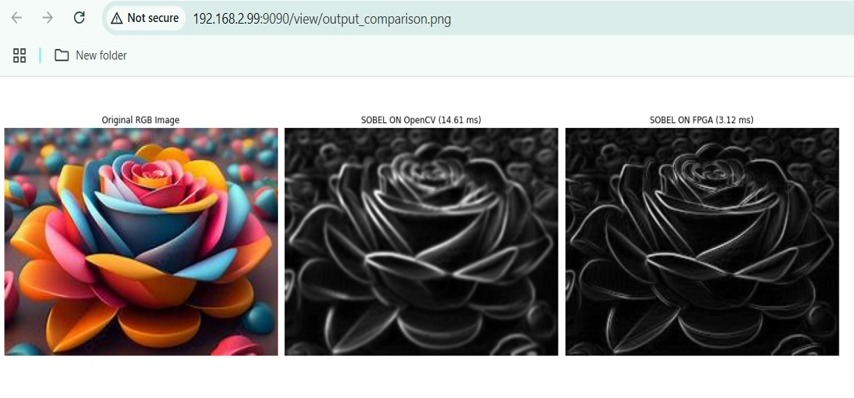 Not secure 192.168.2.99:9090/view/output_comparison.png
New folder
Original RGB Image
SOBEL ON OpenCV (14.61 ms)
SOBEL ON FPGA (3.12 ms)